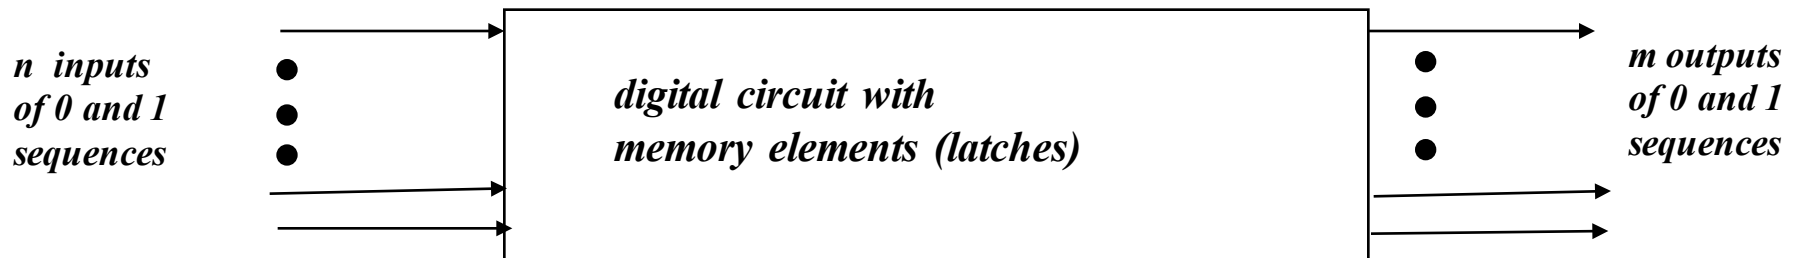 n inputs
of 0 and 1
sequences
digital circuit with
memory elements (latches)
m outputs
of 0 and 1
sequences